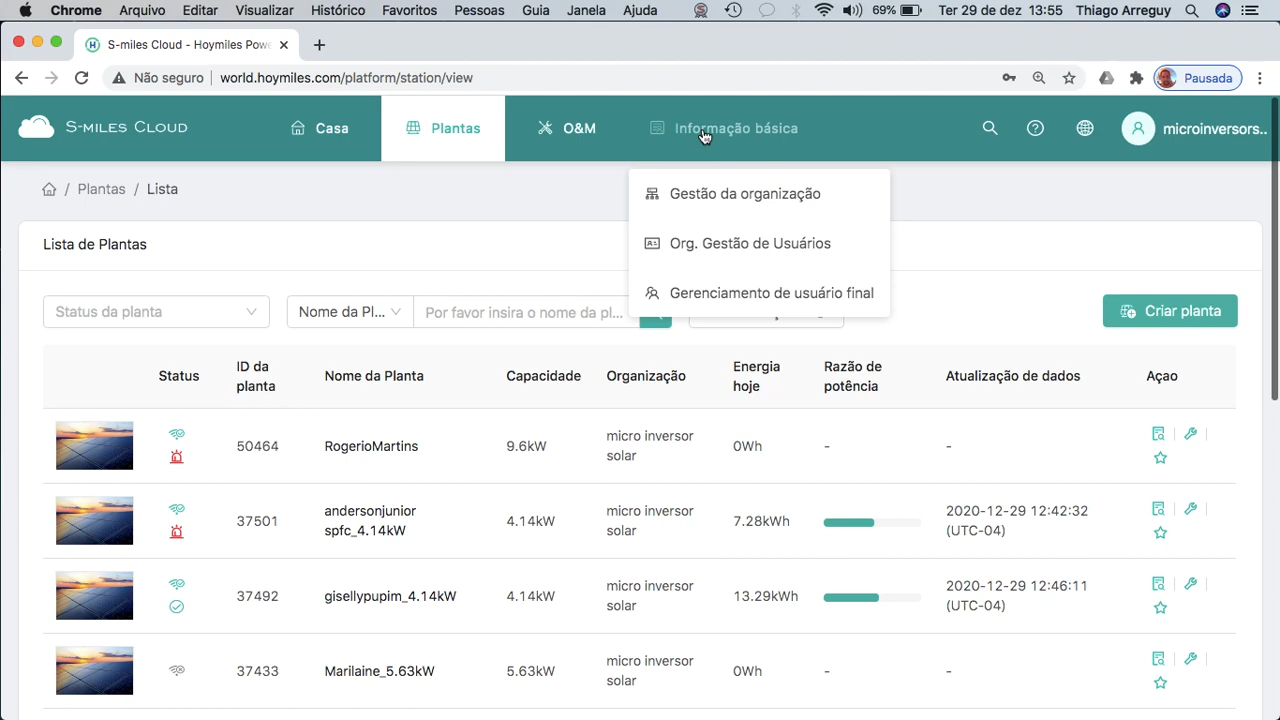 Chrome Arquivo Editar Visualizar Histórico Favoritos Pessoas Guia Janela Ajuda 69% Ter 29 de dez 13:55 Thiago Arreguy
S-miles Cloud - Hoymiles Powe
Não seguro world.hoymiles.com/platform/station/view Pausada
S-MILES CLOUD Casa Plantas O&M Informação básica microinversors..
/ Plantas / Lista
Gestão da organização
Org. Gestão de Usuários
Gerenciamento de usuário final
Lista de Plantas
Status da planta Nome da Pl... Por favor insira o nome da pl... Criar planta
Status ID da planta Nome da Planta Capacidade Organização Energia hoje Razão de potência Atualização de dados Açao
50464 RogerioMartins 9.6kW micro inversor solar 0Wh - -
37501 andersonjunior spfc_4.14kW 4.14kW micro inversor solar 7.28kWh 2020-12-29 12:42:32 (UTC-04)
37492 gisellypupim_4.14kW 4.14kW micro inversor solar 13.29kWh 2020-12-29 12:46:11 (UTC-04)
37433 Marilaine_5.63kW 5.63kW micro inversor solar 0Wh - -